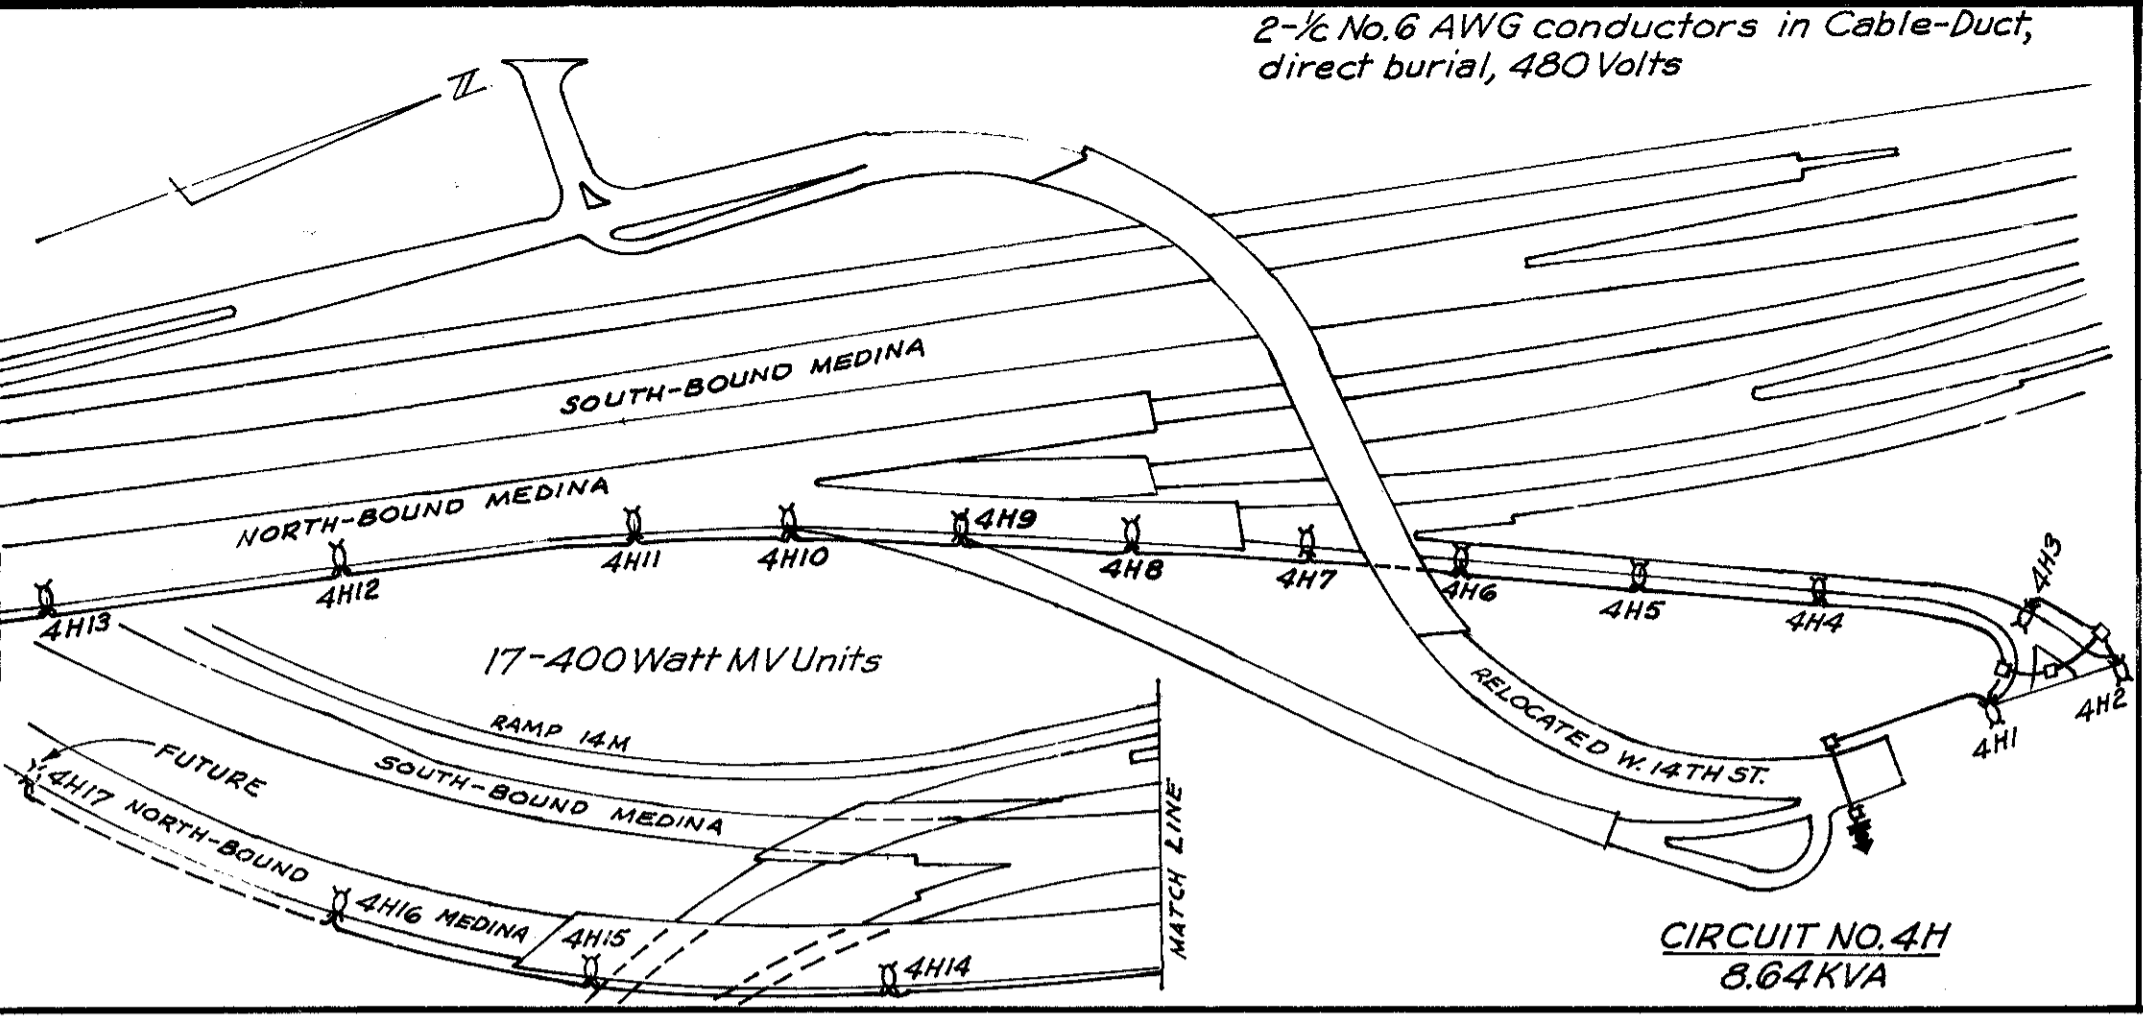 2-1/c No.6 AWG conductors in Cable-Duct,
direct burial, 480 Volts
SOUTH-BOUND MEDINA
NORTH-BOUND MEDINA
4H13
4H12
4H11
4H10
4H9
4H8
4H7
4H6
4H5
4H4
4H3
4H2
4H1
17-400 Watt MV Units
RELOCATED W. 14TH ST.
RAMP 14M
SOUTH-BOUND MEDINA
FUTURE
4H17 NORTH-BOUND
4H16 MEDINA
4H15
4H14
MATCH LINE
CIRCUIT NO. 4H
8.64 KVA